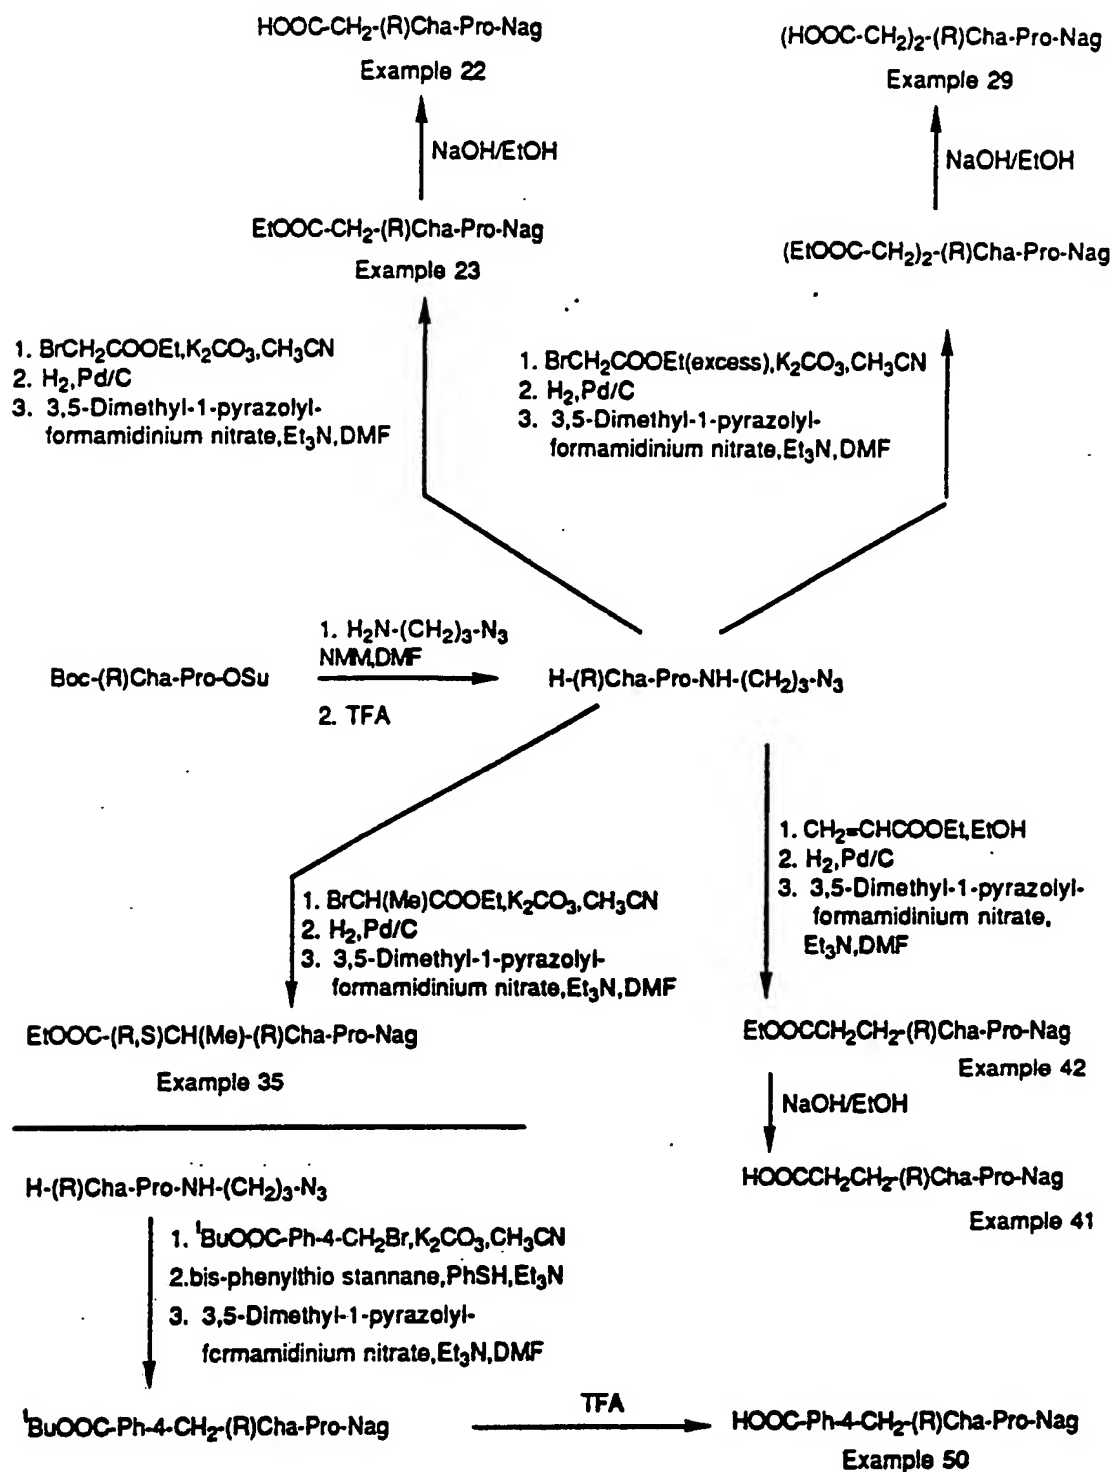 HOOC-CH₂-(R)Cha-Pro-Nag
Example 22
NaOH/EtOH
EtOOC-CH₂-(R)Cha-Pro-Nag
Example 23
(HOOC-CH₂)₂-(R)Cha-Pro-Nag
Example 29
NaOH/EtOH
(EtOOC-CH₂)₂-(R)Cha-Pro-Nag
1. BrCH₂COOEt,K₂CO₃,CH₃CN
2. H₂,Pd/C
3. 3,5-Dimethyl-1-pyrazolyl-
formamidinium nitrate,Et₃N,DMF
1. BrCH₂COOEt(excess),K₂CO₃,CH₃CN
2. H₂,Pd/C
3. 3,5-Dimethyl-1-pyrazolyl-
formamidinium nitrate,Et₃N,DMF
Boc-(R)Cha-Pro-OSu
1. H₂N-(CH₂)₃-N₃
NMM,DMF
2. TFA
H-(R)Cha-Pro-NH-(CH₂)₃-N₃
1. BrCH(Me)COOEt,K₂CO₃,CH₃CN
2. H₂,Pd/C
3. 3,5-Dimethyl-1-pyrazolyl-
formamidinium nitrate,Et₃N,DMF
EtOOC-(R,S)CH(Me)-(R)Cha-Pro-Nag
Example 35
1. CH₂=CHCOOEt,EtOH
2. H₂,Pd/C
3. 3,5-Dimethyl-1-pyrazolyl-
formamidinium nitrate,
Et₃N,DMF
EtOOCCH₂CH₂-(R)Cha-Pro-Nag
Example 42
NaOH/EtOH
HOOCCH₂CH₂-(R)Cha-Pro-Nag
Example 41
H-(R)Cha-Pro-NH-(CH₂)₃-N₃
1. ᵗBuOOC-Ph-4-CH₂Br,K₂CO₃,CH₃CN
2.bis-phenylthio stannane,PhSH,Et₃N
3. 3,5-Dimethyl-1-pyrazolyl-
formamidinium nitrate,Et₃N,DMF
ᵗBuOOC-Ph-4-CH₂-(R)Cha-Pro-Nag
TFA
HOOC-Ph-4-CH₂-(R)Cha-Pro-Nag
Example 50